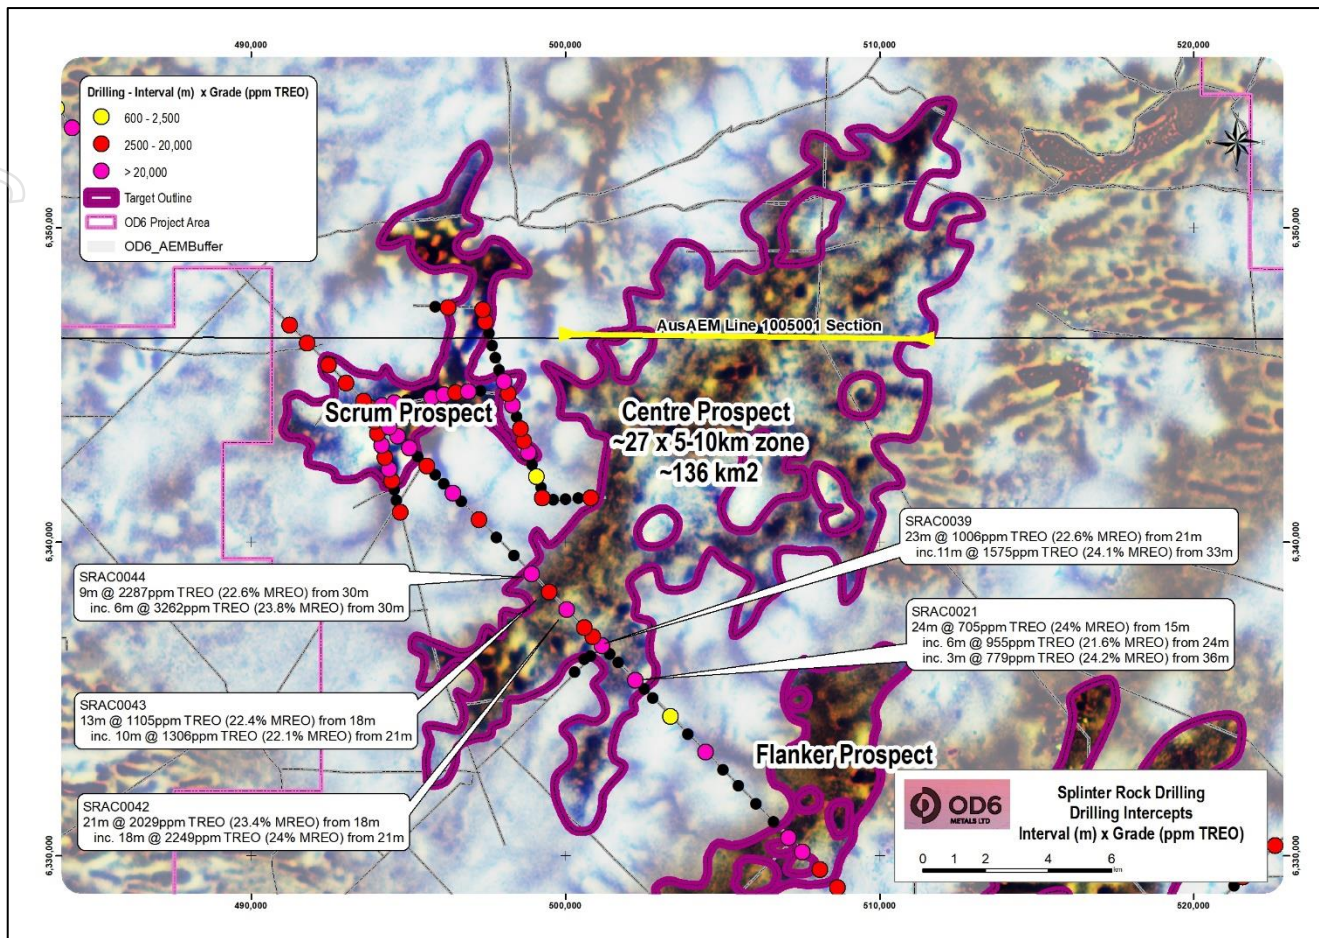 490,000
500,000
510,000
520,000
Drilling - Interval (m) x Grade (ppm TREO)
600 - 2,500
2500 - 20,000
> 20,000
Target Outline
OD6 Project Area
OD6_AEMBuffer
6,350,000
6,350,000
AusAEM Line 1005001 Section
Scrum Prospect
Centre Prospect
~27 x 5-10km zone
~136 km2
SRAC0039
23m @ 1006ppm TREO (22.6% MREO) from 21m
inc.11m @ 1575ppm TREO (24.1% MREO) from 33m
6,340,000
6,340,000
SRAC0044
9m @ 2287ppm TREO (22.6% MREO) from 30m
inc. 6m @ 3262ppm TREO (23.8% MREO) from 30m
SRAC0021
24m @ 705ppm TREO (24% MREO) from 15m
inc. 6m @ 955ppm TREO (21.6% MREO) from 24m
inc. 3m @ 779ppm TREO (24.2% MREO) from 36m
SRAC0043
13m @ 1105ppm TREO (22.4% MREO) from 18m
inc. 10m @ 1306ppm TREO (22.1% MREO) from 21m
Flanker Prospect
SRAC0042
21m @ 2029ppm TREO (23.4% MREO) from 18m
inc. 18m @ 2249ppm TREO (24% MREO) from 21m
OD6
METALS LTD
Splinter Rock Drilling
Drilling Intercepts
Interval (m) x Grade (ppm TREO)
0 1 2 4 6
km
6,330,000
6,330,000
490,000
500,000
510,000
520,000